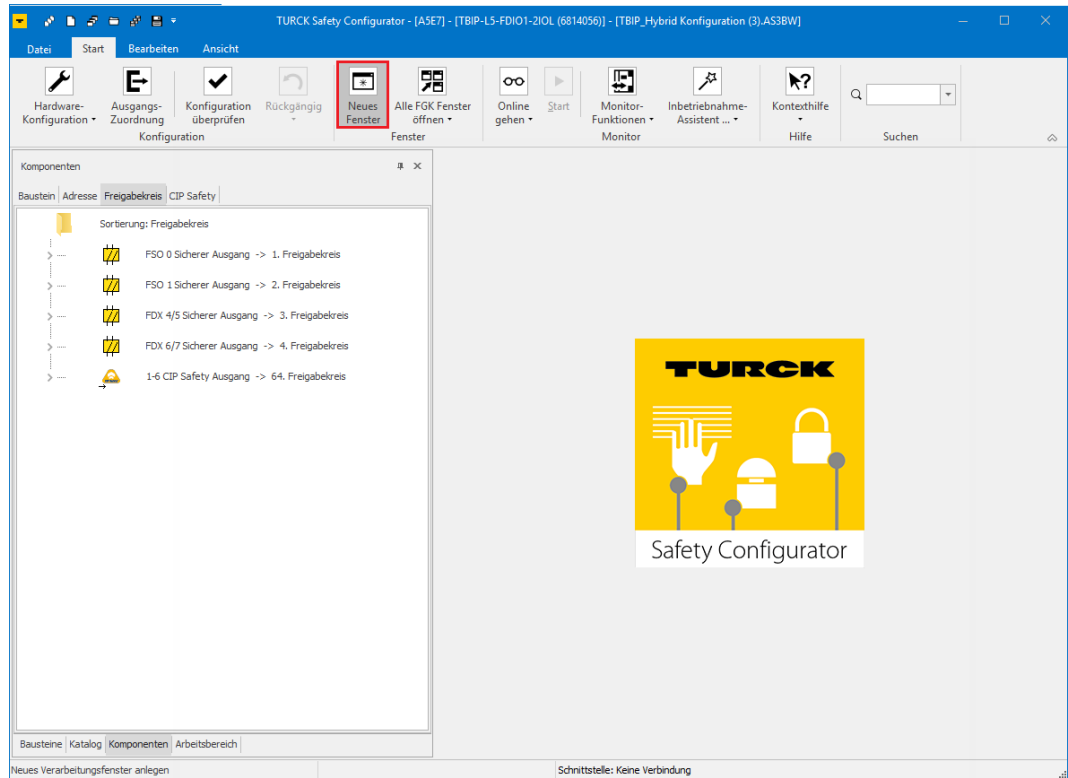 TURCK Safety Configurator - [A5E7] - [TBIP-L5-FDIO1-2IOL (6814056)] - [TBIP_Hybrid Konfiguration (3).AS3BW]
Datei Start Bearbeiten Ansicht
Hardware-Konfiguration
Ausgangs-Zuordnung
Konfiguration überprüfen
Rückgängig
Neues Fenster
Alle FGK Fenster öffnen
Online gehen
Start
Monitor-Funktionen
Inbetriebnahme-Assistent ...
Kontexthilfe
Konfiguration
Fenster
Monitor
Hilfe
Suchen
Komponenten
Baustein Adresse Freigabekreis CIP Safety
Sortierung: Freigabekreis
FSO 0 Sicherer Ausgang -> 1. Freigabekreis
FSO 1 Sicherer Ausgang -> 2. Freigabekreis
FDX 4/5 Sicherer Ausgang -> 3. Freigabekreis
FDX 6/7 Sicherer Ausgang -> 4. Freigabekreis
1-6 CIP Safety Ausgang -> 64. Freigabekreis
TURCK
Safety Configurator
Bausteine Katalog Komponenten Arbeitsbereich
Neues Verarbeitungsfenster anlegen
Schnittstelle: Keine Verbindung